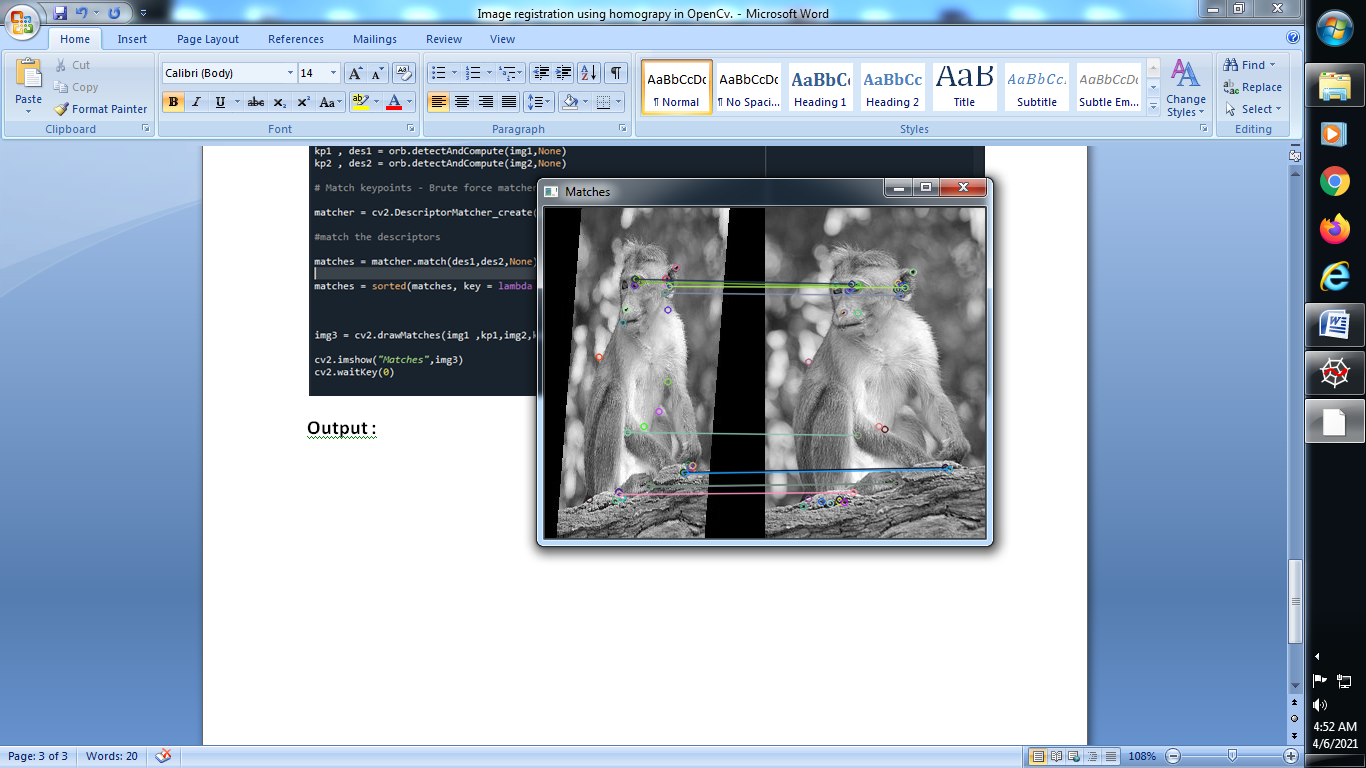 Image registration using homograpy in OpenCv. - Microsoft Word
Home Insert Page Layout References Mailings Review View
Paste
Cut
Copy
Format Painter
Clipboard
Calibri (Body) 14
B I U abc x₂ x² Aa
Font
Paragraph
AaBbCcDc AaBbCcDc AaBbC AaBbCc AaB AaBbCc. AaBbCcDc
¶ Normal ¶ No Spaci... Heading 1 Heading 2 Title Subtitle Subtle Em...
Change Styles
Styles
Find
Replace
Select
Editing
kp1 , des1 = orb.detectAndCompute(img1,None)
kp2 , des2 = orb.detectAndCompute(img2,None)
# Match keypoints - Brute force matcher
matcher = cv2.DescriptorMatcher_create(
#match the descriptors
matches = matcher.match(des1,des2,None)
matches = sorted(matches, key = lambda
img3 = cv2.drawMatches(img1 ,kp1,img2,k
cv2.imshow("Matches",img3)
cv2.waitKey(0)
Matches
Output :
Page: 3 of 3 Words: 20
108%
4:52 AM
4/6/2021